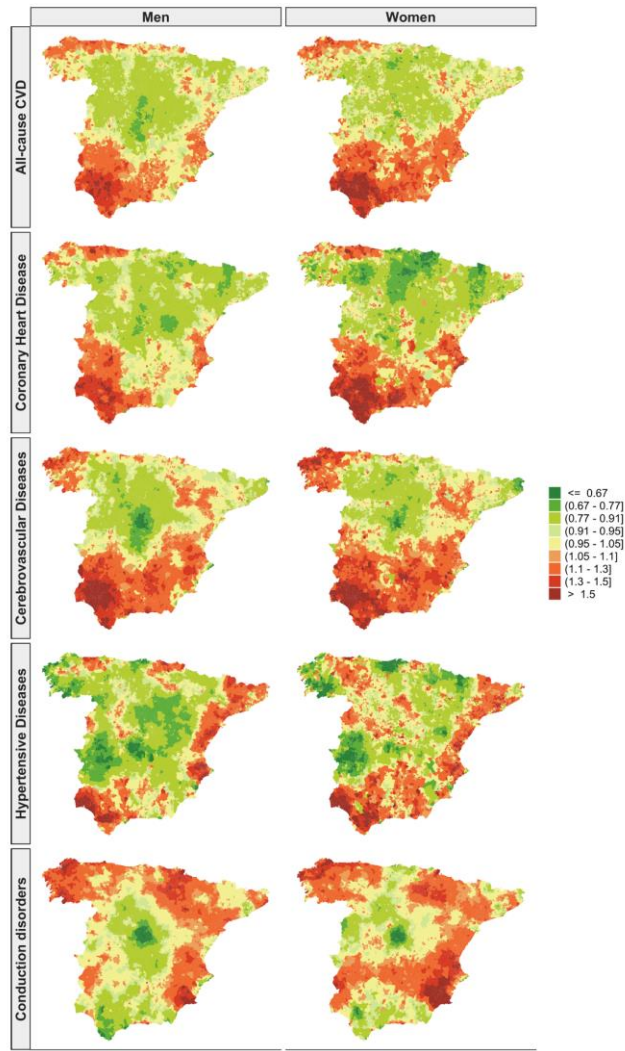 Men
Women
All-cause CVD
Coronary Heart Disease
Cerebrovascular Diseases
Hypertensive Diseases
Conduction disorders
<= 0.67
(0.67 - 0.77]
(0.77 - 0.91]
(0.91 - 0.95]
(0.95 - 1.05]
(1.05 - 1.1]
(1.1 - 1.3]
(1.3 - 1.5]
> 1.5